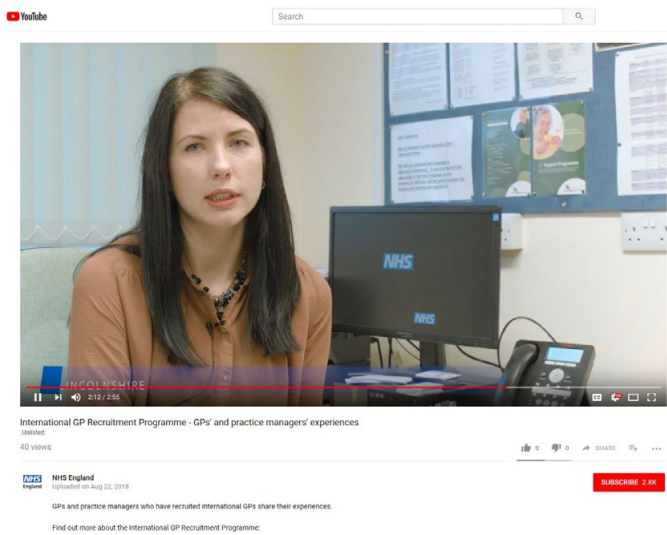 YouTube
Search
NHS
NHS
LINCOLNSHIRE
2:12 / 2:55
International GP Recruitment Programme - GPs' and practice managers' experiences
Unlisted
40 views
0
0
SHARE
NHS
England
NHS England
Uploaded on Aug 22, 2018
SUBSCRIBE 2.8K
GPs and practice managers who have recruited international GPs share their experiences.
Find out more about the International GP Recruitment Programme: